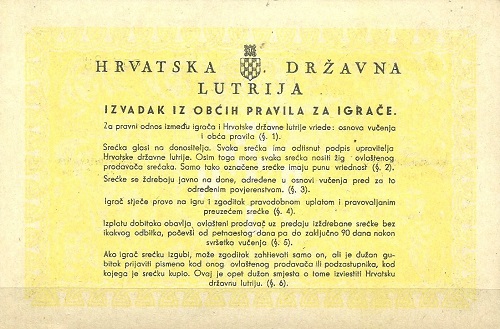 HRVATSKA DRŽAVNA
LUTRIJA
IZVADAK IZ OBĆIH PRAVILA ZA IGRAČE.
Za pravni odnos između igrača i Hrvatske državne lutrije vriede: osnova vučenja
i obća pravila (§. 1).
Srećka glasi na donositelja. Svaka srećka ima odtisnut podpis upravitelja
Hrvatske državne lutrije. Osim toga mora svaka srećka nositi žig ovlaštenog
prodavača srećaka. Samo tako označene srećke imaju punu vriednost (§. 2).
Srećke se ždrebaju javno na dane, određene u osnovi vučenja pred za to
određenim povjerenstvom. (§. 3).
Igrač stječe pravo na igru i zgoditak pravodobnom uplatom i pravovaljanim
preuzećem srećke (§. 4).
Izplatu dobitaka obavlja ovlašteni prodavač uz predaju izždrebane srećke bez
ikakvog odbitka, počevši od petnaestog dana pa do zaključno 90 dana nakon
svršetka vučenja (§. 5).
Ako igrač srećku izgubi, može zgoditak zahtievati samo on, ali je dužan gu-
bitak prijaviti pismeno kod onog ovlaštenog prodavača ili podzastupnika, kod
kojega je srećku kupio. Ovaj je opet dužan smjesta o tome izviestiti Hrvatsku
državnu lutriju. (§. 6).